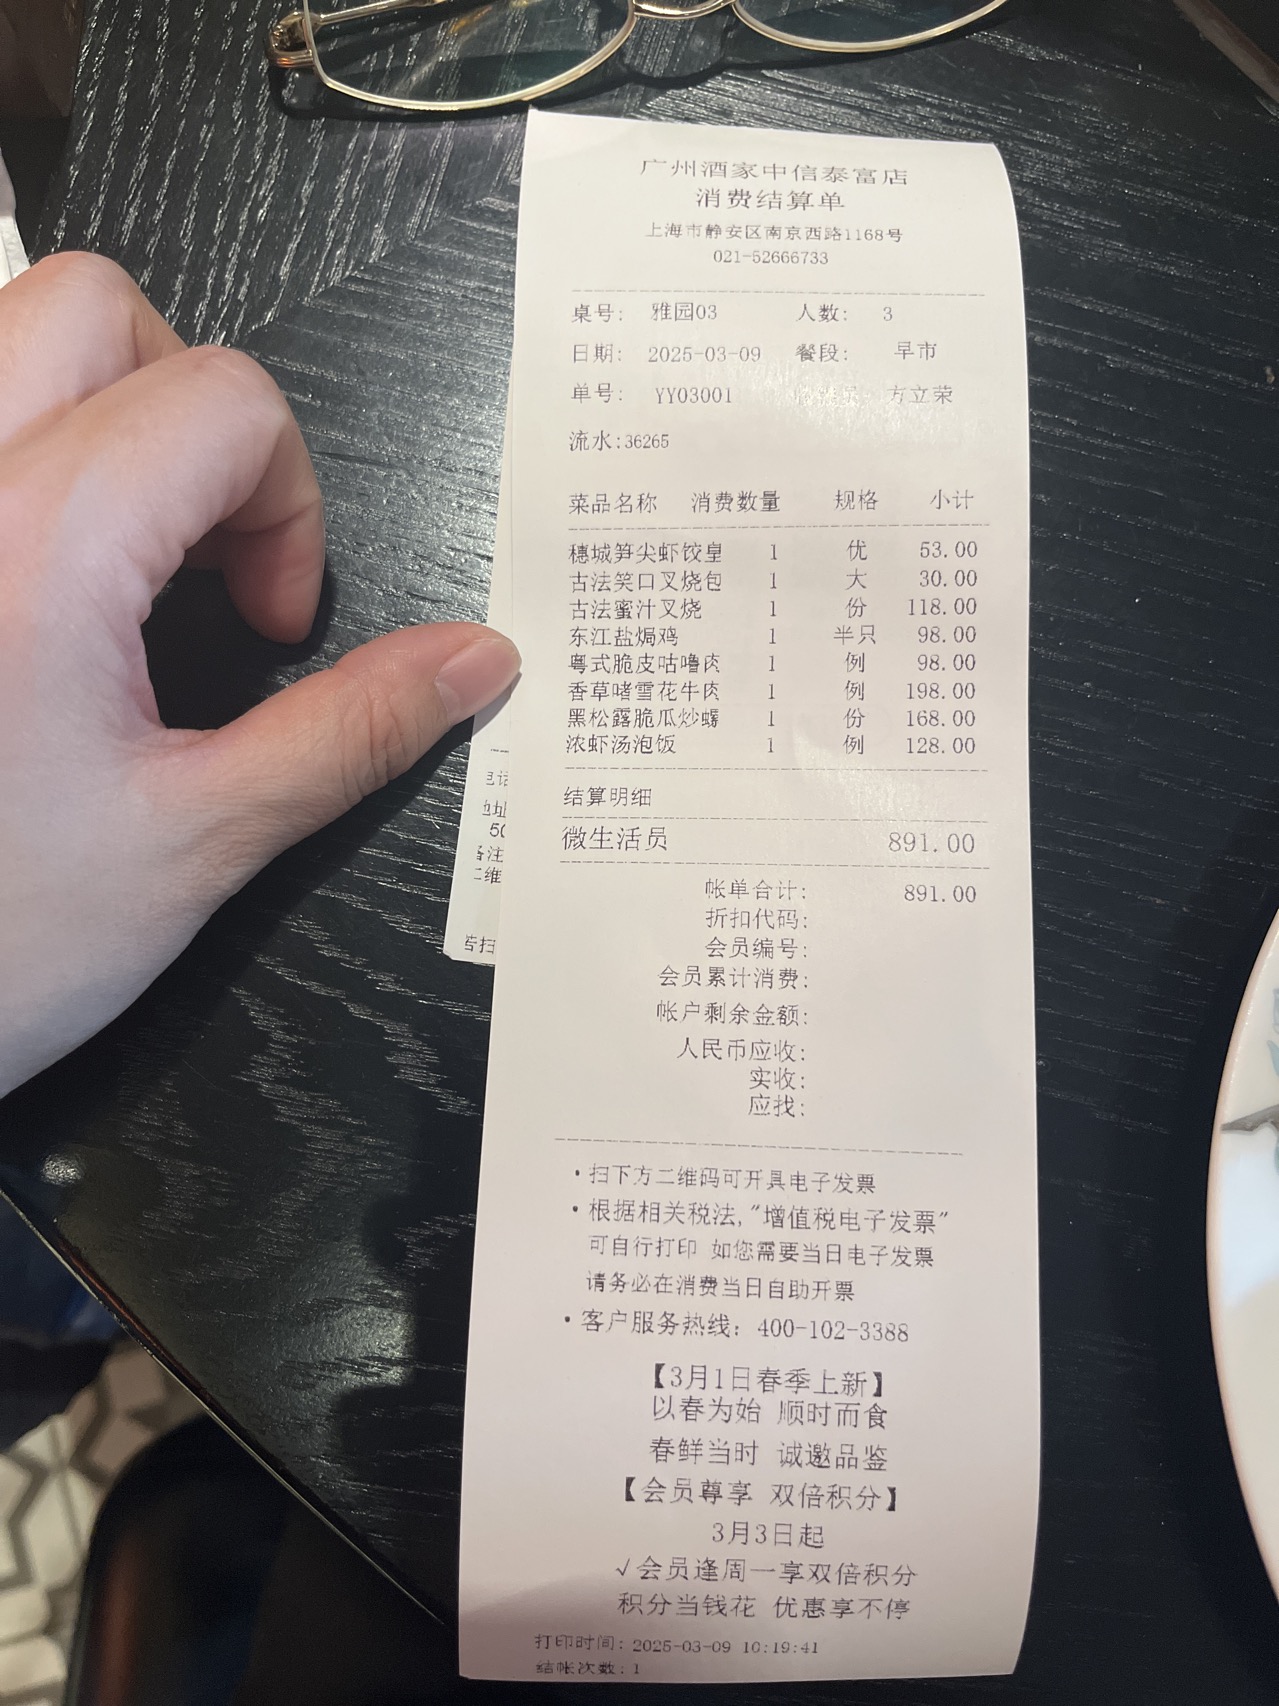 广州酒家中信泰富店
消费结算单
上海市静安区南京西路1168号
021-52666733
桌号: 雅园03 人数: 3
日期: 2025-03-09 餐段: 早市
单号: YY03001 方立荣
流水:36265
菜品名称 消费数量 规格 小计
穗城笋尖虾饺皇 1 优 53.00
古法笑口叉烧包 1 大 30.00
古法蜜汁叉烧 1 份 118.00
东江盐焗鸡 1 半只 98.00
粤式脆皮咕噜肉 1 例 98.00
香草啫雪花牛肉 1 例 198.00
黑松露脆瓜炒螺 1 份 168.00
浓虾汤泡饭 1 例 128.00
结算明细
微生活员 891.00
帐单合计: 891.00
折扣代码:
会员编号:
会员累计消费:
帐户剩余金额:
人民币应收:
实收:
应找:
·扫下方二维码可开具电子发票
·根据相关税法,"增值税电子发票"
可自行打印 如您需要当日电子发票
请务必在消费当日自助开票
·客户服务热线: 400-102-3388
【3月1日春季上新】
以春为始 顺时而食
春鲜当时 诚邀品鉴
【会员尊享 双倍积分】
3月3日起
√会员逢周一享双倍积分
积分当钱花 优惠享不停
打印时间: 2025-03-09 10:19:41
结帐次数: 1